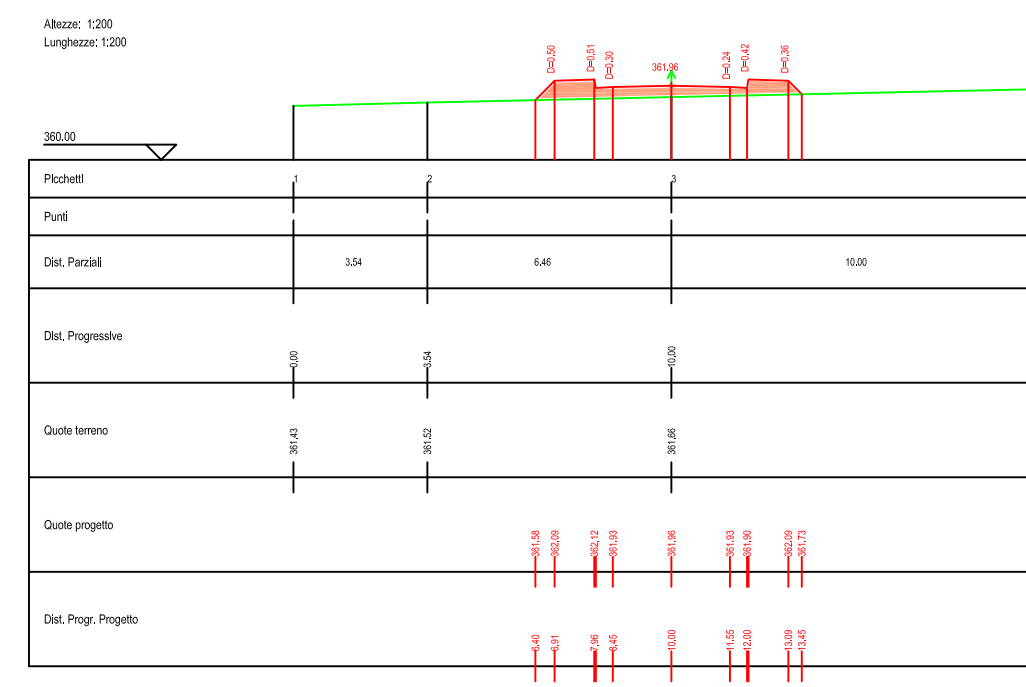 Altezze: 1:200
Lunghezze: 1:200
D=0.50
D=0.51
D=0.30
361.96
D=0.24
D=0.42
D=0.36
360.00
Picchetti
1
2
3
Punti
Dist. Parziali
3.54
6.46
10.00
Dist. Progressive
0.00
3.54
10.00
Quote terreno
361.43
361.52
361.66
Quote progetto
361.58
362.09
362.12
361.93
361.96
361.93
361.90
362.09
361.73
Dist. Progr. Progetto
6.40
6.91
7.96
8.45
10.00
11.55
12.00
13.09
13.45